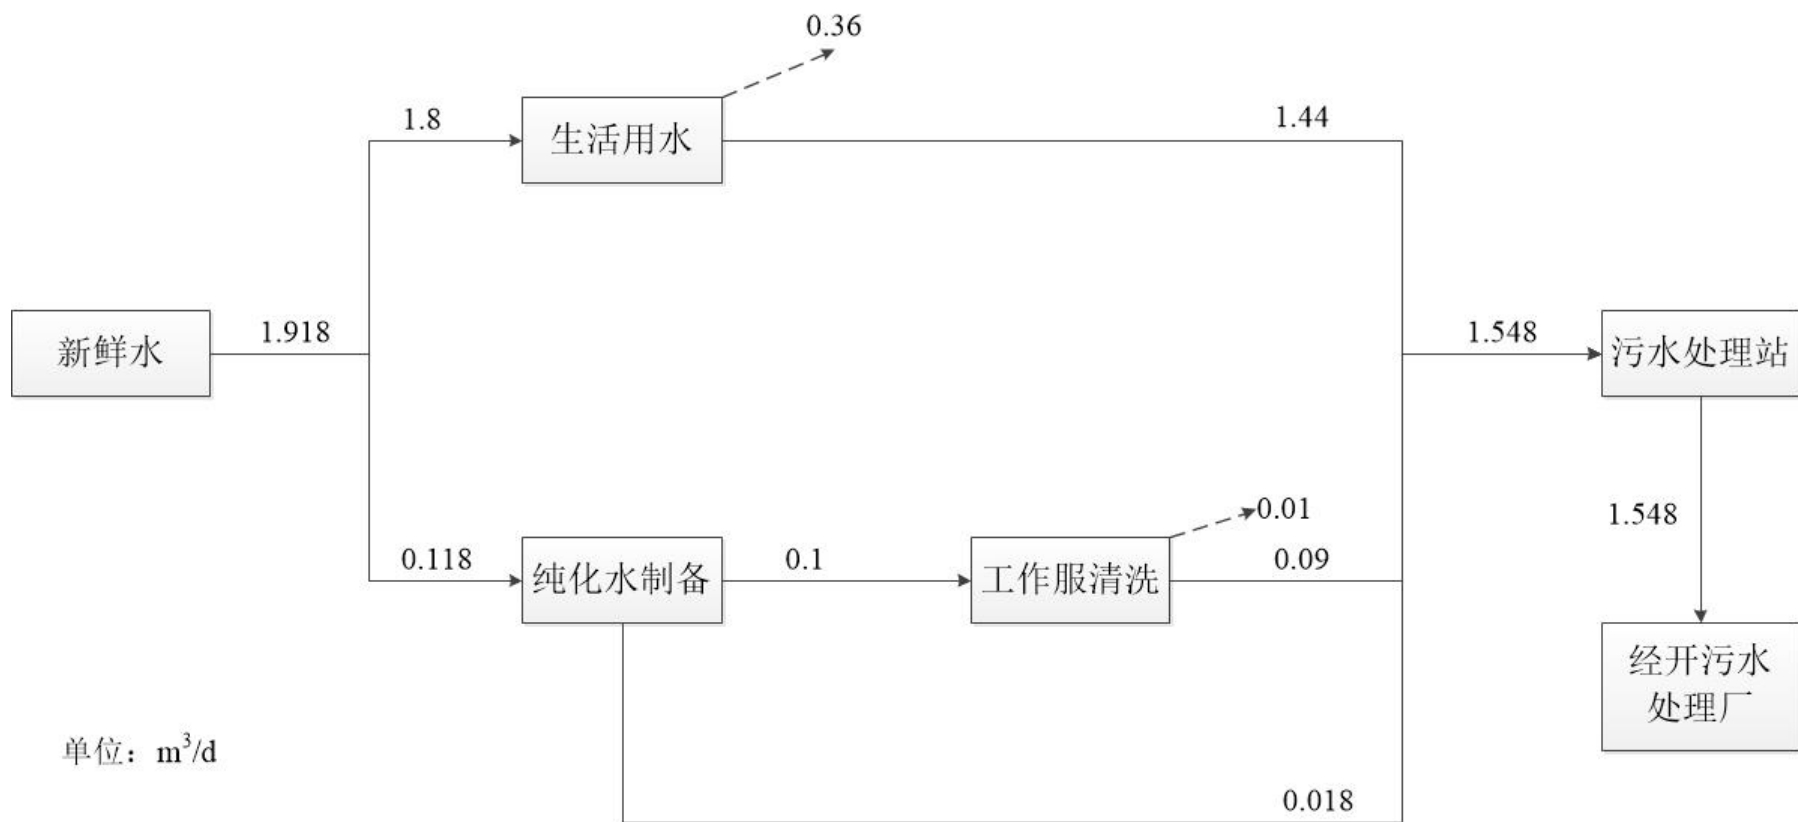 0.36
1.8
生活用水
1.44
新鲜水
1.918
1.548
污水处理站
1.548
0.118
纯化水制备
0.1
工作服清洗
0.01
0.09
经开污水
处理厂
单位：m³/d
0.018